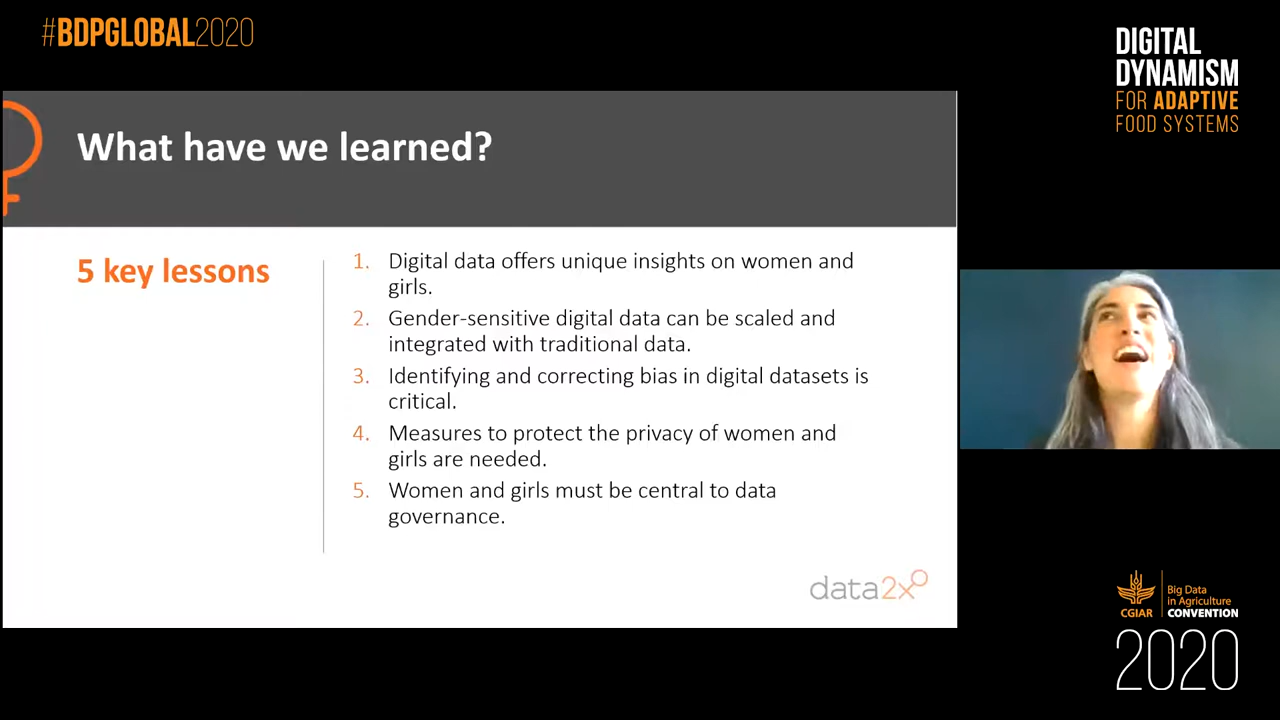 #BDPGLOBAL2020
DIGITAL
DYNAMISM
FOR ADAPTIVE
FOOD SYSTEMS
What have we learned?
5 key lessons
1. Digital data offers unique insights on women and
girls.
2. Gender-sensitive digital data can be scaled and
integrated with traditional data.
3. Identifying and correcting bias in digital datasets is
critical.
4. Measures to protect the privacy of women and
girls are needed.
5. Women and girls must be central to data
governance.
data2x
CGIAR
Big Data
in Agriculture
CONVENTION
2020